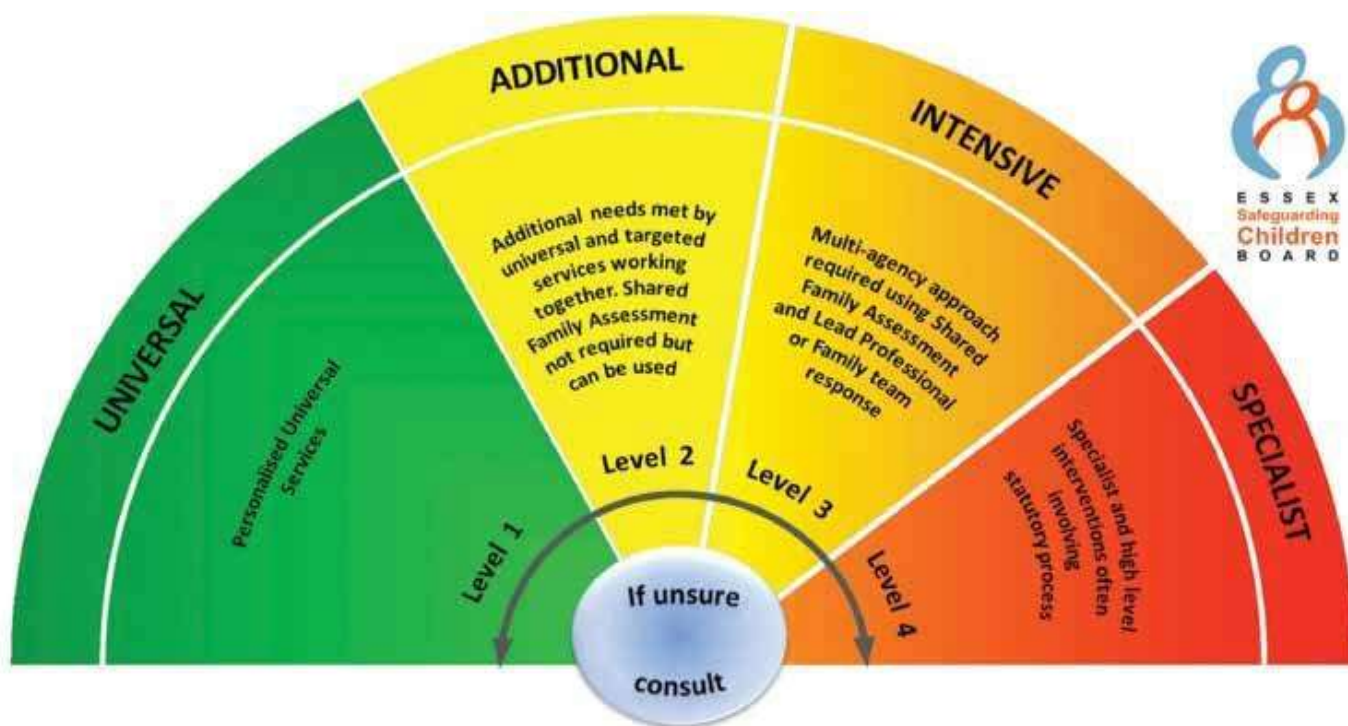 UNIVERSAL
Personalised Universal
Services
Level 1
ADDITIONAL
Additional needs met by
universal and targeted
services working
together. Shared
Family Assessment
not required but
can be used
Level 2
INTENSIVE
Multi-agency approach
required using Shared
Family Assessment
and Lead Professional
or Family team
response
Level 3
SPECIALIST
Specialist and high level
interventions often
involving
statutory process
Level 4
If unsure
consult
ESSEX
Safeguarding
Children
BOARD